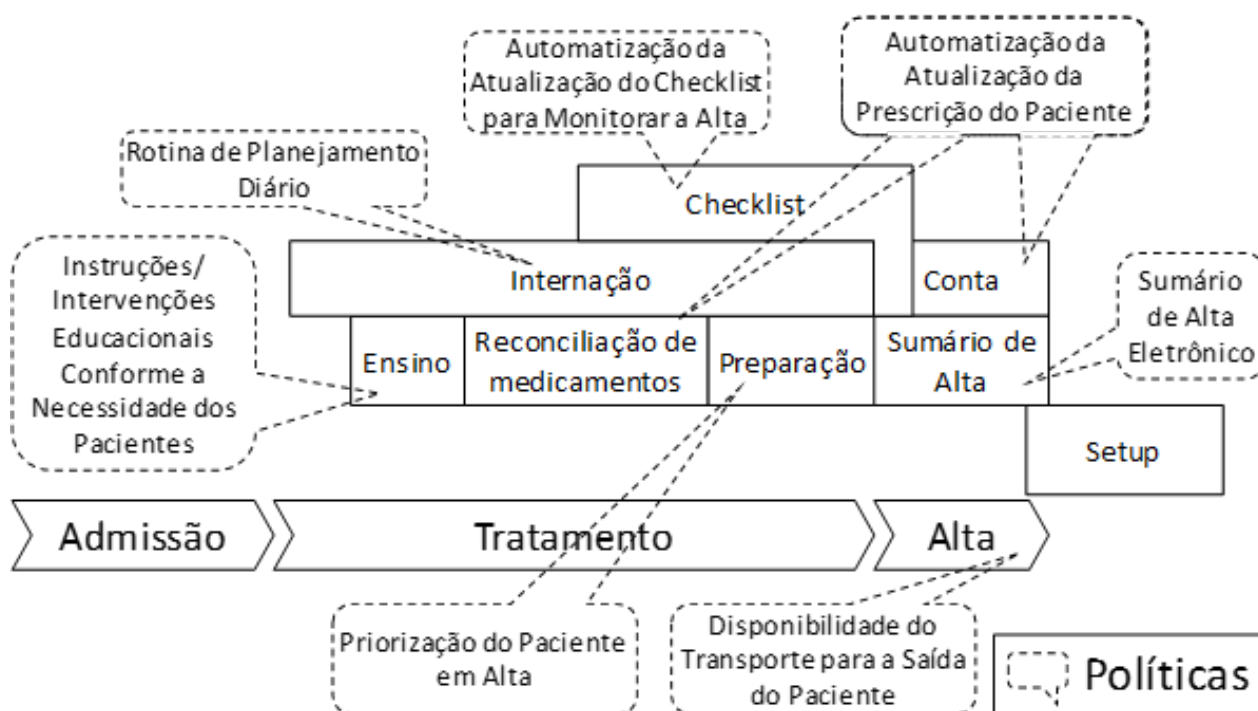 Automatização da
Atualização do Checklist
para Monitorar a Alta
Automatização da
Atualização da
Prescrição do Paciente
Rotina de Planejamento
Diário
Checklist
Instruções/
Intervenções
Educacionais
Conforme a
Necessidade dos
Pacientes
Internação
Conta
Sumário
de Alta
Eletrônico
Ensino
Reconciliação de
medicamentos
Preparação
Sumário de
Alta
Setup
Admissão
Tratamento
Alta
Priorização do Paciente
em Alta
Disponibilidade do
Transporte para a Saída
do Paciente
Políticas